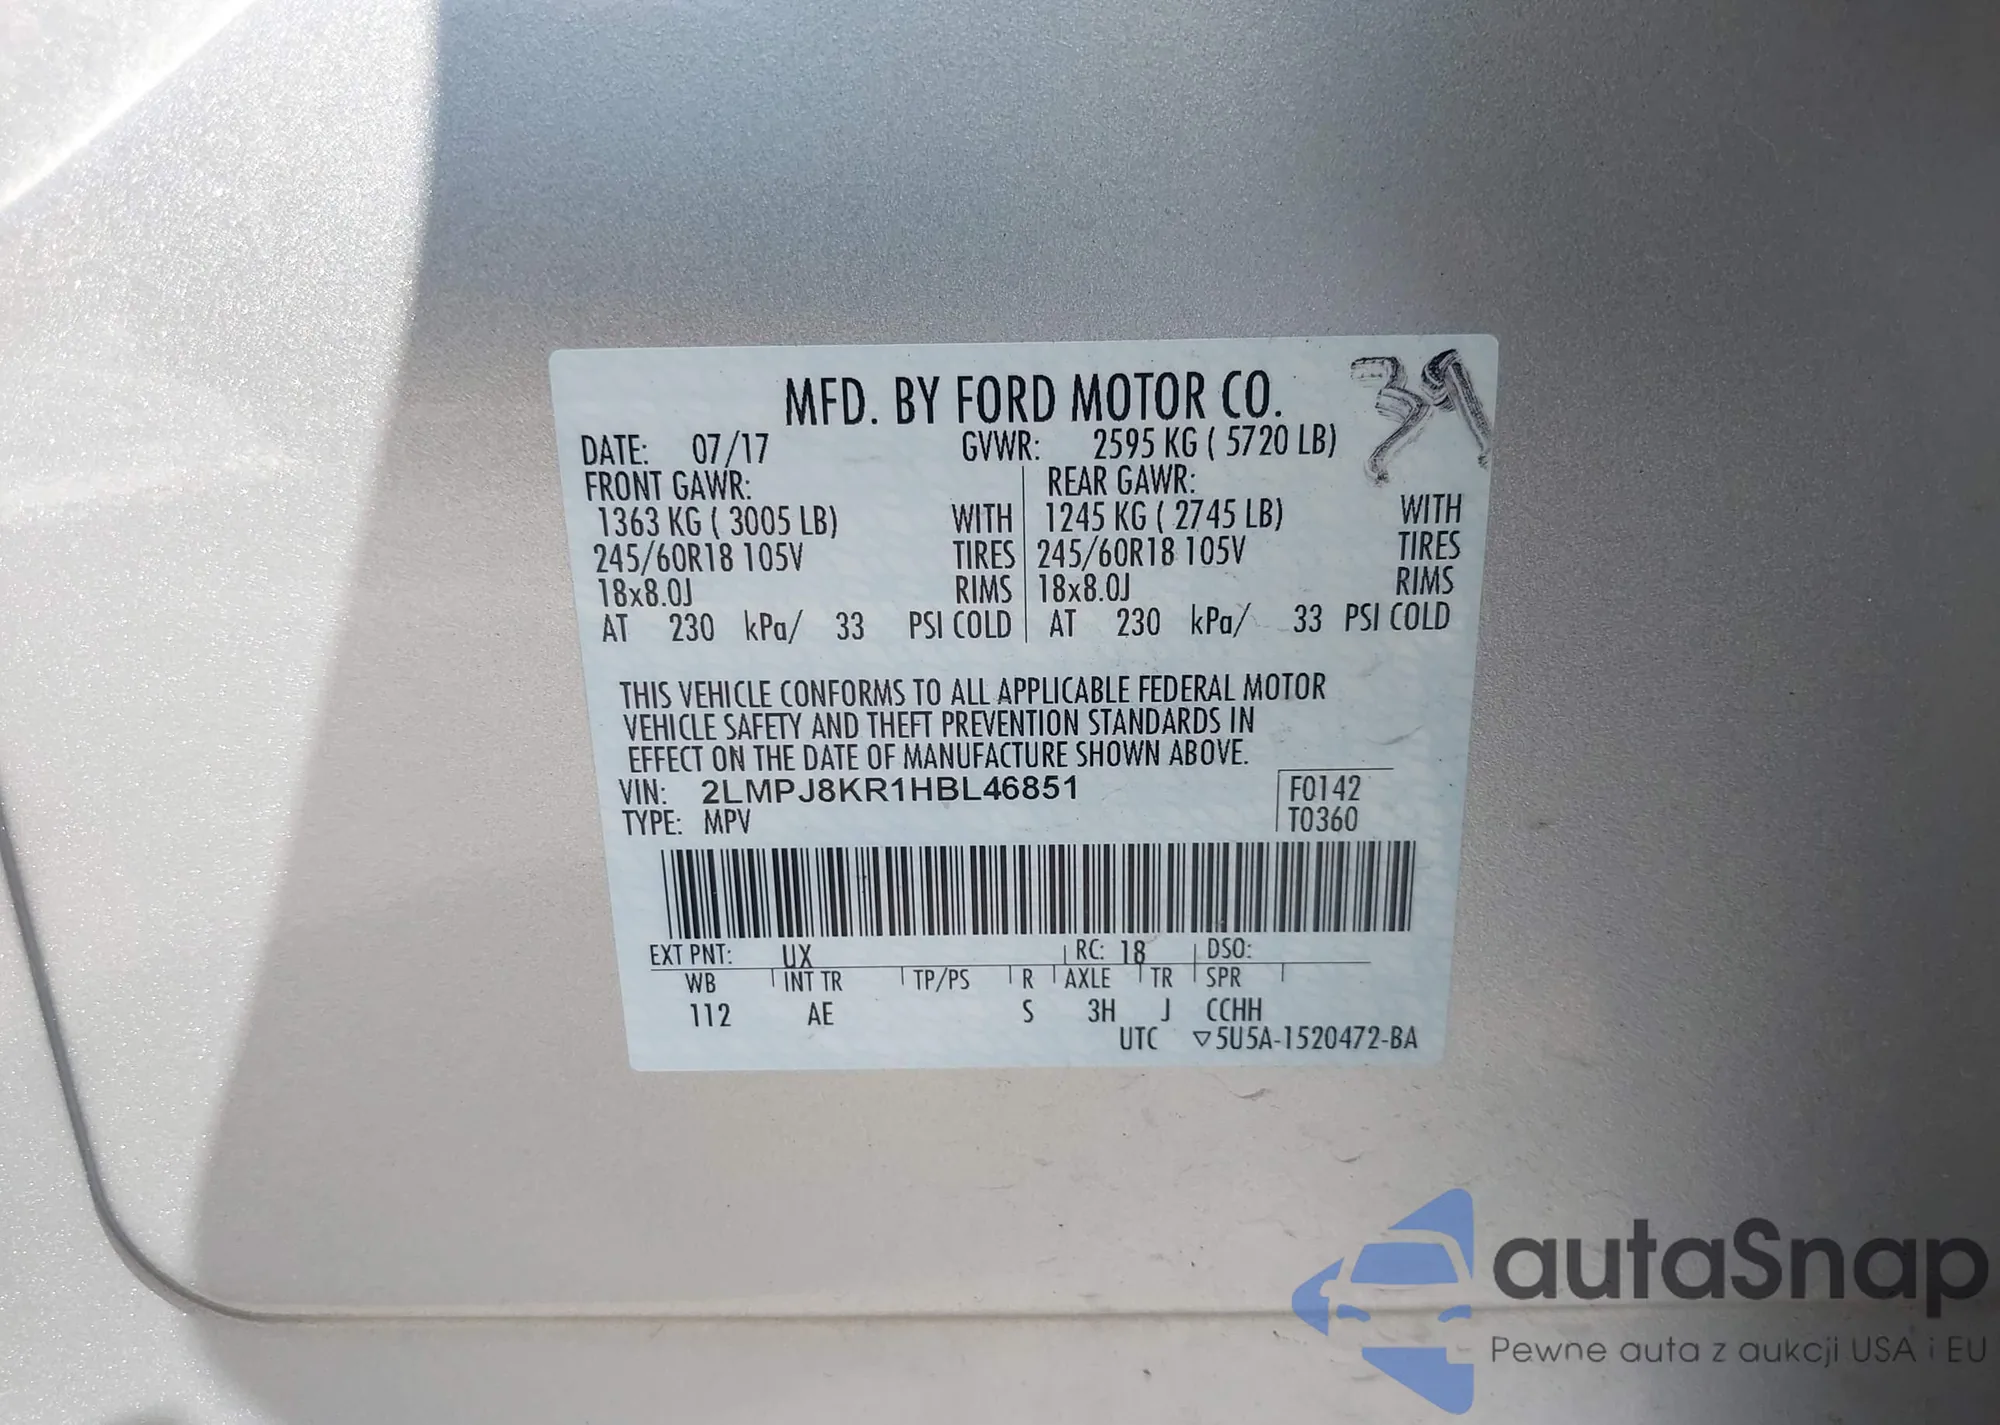 MFD. BY FORD MOTOR CO.
DATE: 07/17 GVWR: 2595 KG ( 5720 LB)
FRONT GAWR: REAR GAWR:
1363 KG ( 3005 LB) WITH 1245 KG ( 2745 LB) WITH
245/60R18 105V TIRES 245/60R18 105V TIRES
18x8.0J RIMS 18x8.0J RIMS
AT 230 kPa/ 33 PSI COLD AT 230 kPa/ 33 PSI COLD
THIS VEHICLE CONFORMS TO ALL APPLICABLE FEDERAL MOTOR
VEHICLE SAFETY AND THEFT PREVENTION STANDARDS IN
EFFECT ON THE DATE OF MANUFACTURE SHOWN ABOVE.
VIN: 2LMPJ8KR1HBL46851 F0142
TYPE: MPV T0360
EXT PNT: UX RC: 18 DSO:
WB INT TR TP/PS R AXLE TR SPR
112 AE S 3H J CCHH
UTC ▽5U5A-1520472-BA
autaSnap
Pewne auta z aukcji USA i EU